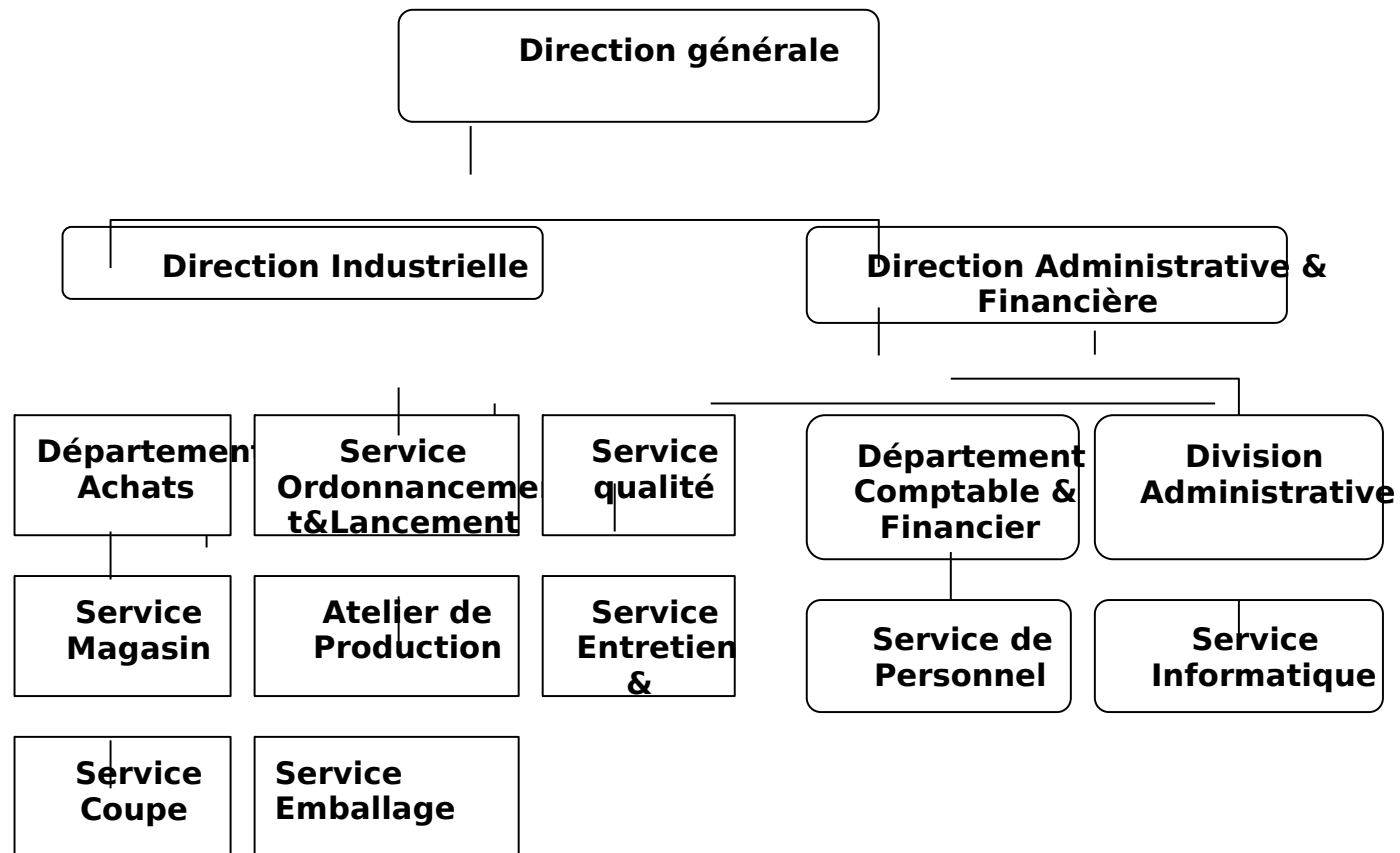 Direction générale
Direction Industrielle
Direction Administrative &
Financière
Département
Achats
Service
Ordonnanceme
t&Lancement
Service
qualité
Département
Comptable &
Financier
Division
Administrative
Service
Magasin
Atelier de
Production
Service
Entretien
&
Service de
Personnel
Service
Informatique
Service
Coupe
Service
Emballage